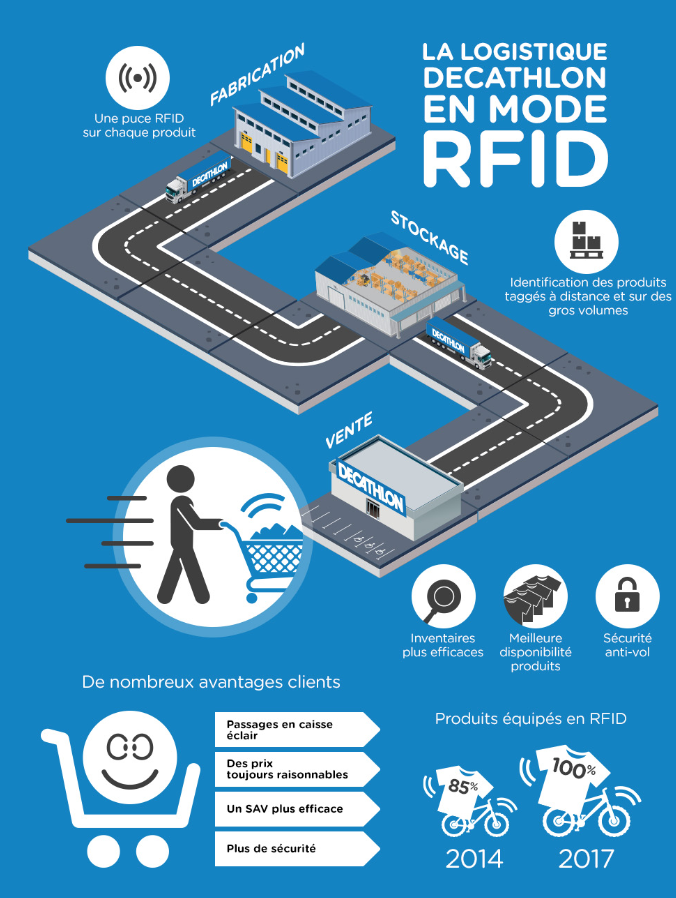 LA LOGISTIQUE
DECATHLON
EN MODE
RFID
FABRICATION
Une puce RFID
sur chaque produit
DECATHLON
STOCKAGE
Identification des produits
taggés à distance et sur des
gros volumes
DECATHLON
VENTE
DECATHLON
Inventaires
plus efficaces
Meilleure
disponibilité
produits
Sécurité
anti-vol
De nombreux avantages clients
Passages en caisse
éclair
Des prix
toujours raisonnables
Un SAV plus efficace
Plus de sécurité
Produits équipés en RFID
85%
100%
2014
2017